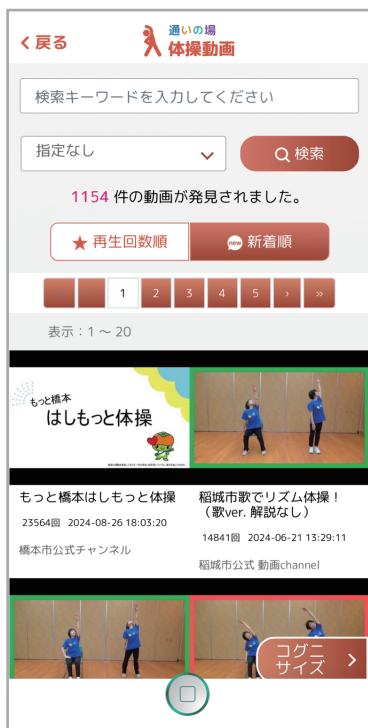 < 戻る
通いの場
体操動画
検索キーワードを入力してください
指定なし
検索
1154 件の動画が発見されました。
★ 再生回数順
new 新着順
1 2 3 4 5 › »
表示：1 ～ 20
もっと橋本
はしもっと体操
もっと橋本はしもっと体操
23564回 2024-08-26 18:03:20
橋本市公式チャンネル
稲城市歌でリズム体操！
（歌ver. 解説なし）
14841回 2024-06-21 13:29:11
稲城市公式 動画channel
コグニ
サイズ ›